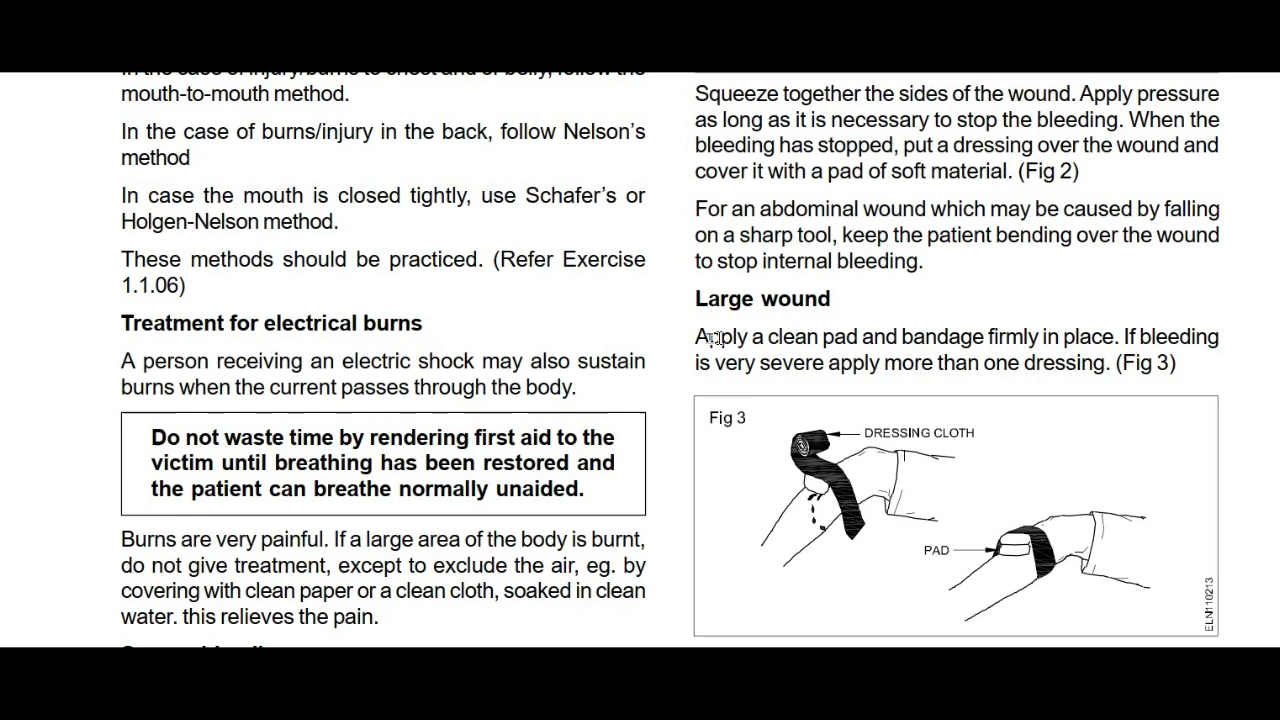 mouth-to-mouth method.
In the case of burns/injury in the back, follow Nelson's
method
In case the mouth is closed tightly, use Schafer's or
Holgen-Nelson method.
These methods should be practiced. (Refer Exercise
1.1.06)
Treatment for electrical burns
A person receiving an electric shock may also sustain
burns when the current passes through the body.
Do not waste time by rendering first aid to the
victim until breathing has been restored and
the patient can breathe normally unaided.
Burns are very painful. If a large area of the body is burnt,
do not give treatment, except to exclude the air, eg. by
covering with clean paper or a clean cloth, soaked in clean
water. this relieves the pain.
Squeeze together the sides of the wound. Apply pressure
as long as it is necessary to stop the bleeding. When the
bleeding has stopped, put a dressing over the wound and
cover it with a pad of soft material. (Fig 2)
For an abdominal wound which may be caused by falling
on a sharp tool, keep the patient bending over the wound
to stop internal bleeding.
Large wound
Apply a clean pad and bandage firmly in place. If bleeding
is very severe apply more than one dressing. (Fig 3)
Fig 3
DRESSING CLOTH
PAD
ELN110213